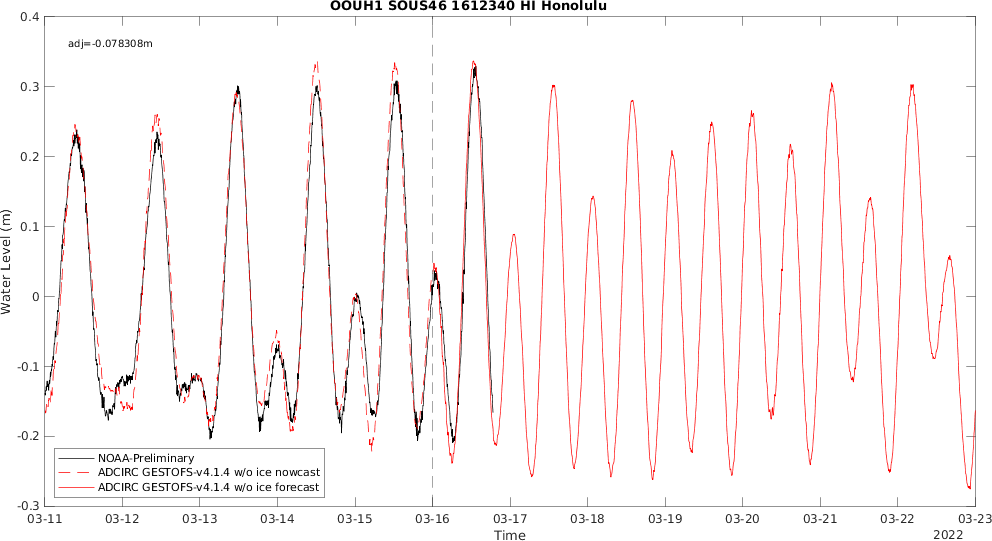 OOUH1 SOUS46 1612340 HI Honolulu
adj=-0.078308m
0.4
0.3
0.2
0.1
0
-0.1
-0.2
-0.3
Water Level (m)
NOAA-Preliminary
ADCIRC GESTOFS-v4.1.4 w/o ice nowcast
ADCIRC GESTOFS-v4.1.4 w/o ice forecast
03-11 03-12 03-13 03-14 03-15 03-16 03-17 03-18 03-19 03-20 03-21 03-22 03-23
Time
2022